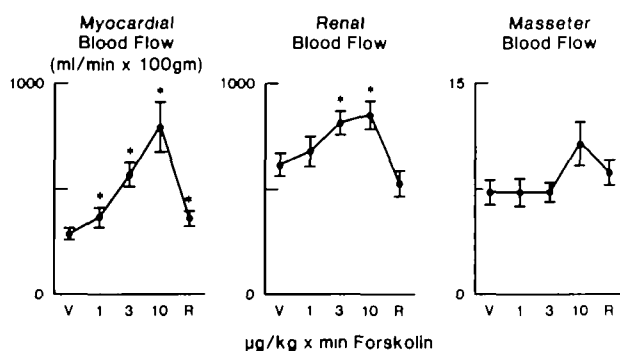 Myocardial
Blood Flow
(ml/min x 100gm)
Renal
Blood Flow
Masseter
Blood Flow
1000
*
*
*
*
0
V 1 3 10 R
1000
*
*
0
V 1 3 10 R
15
0
V 1 3 10 R
µg/kg x min Forskolin